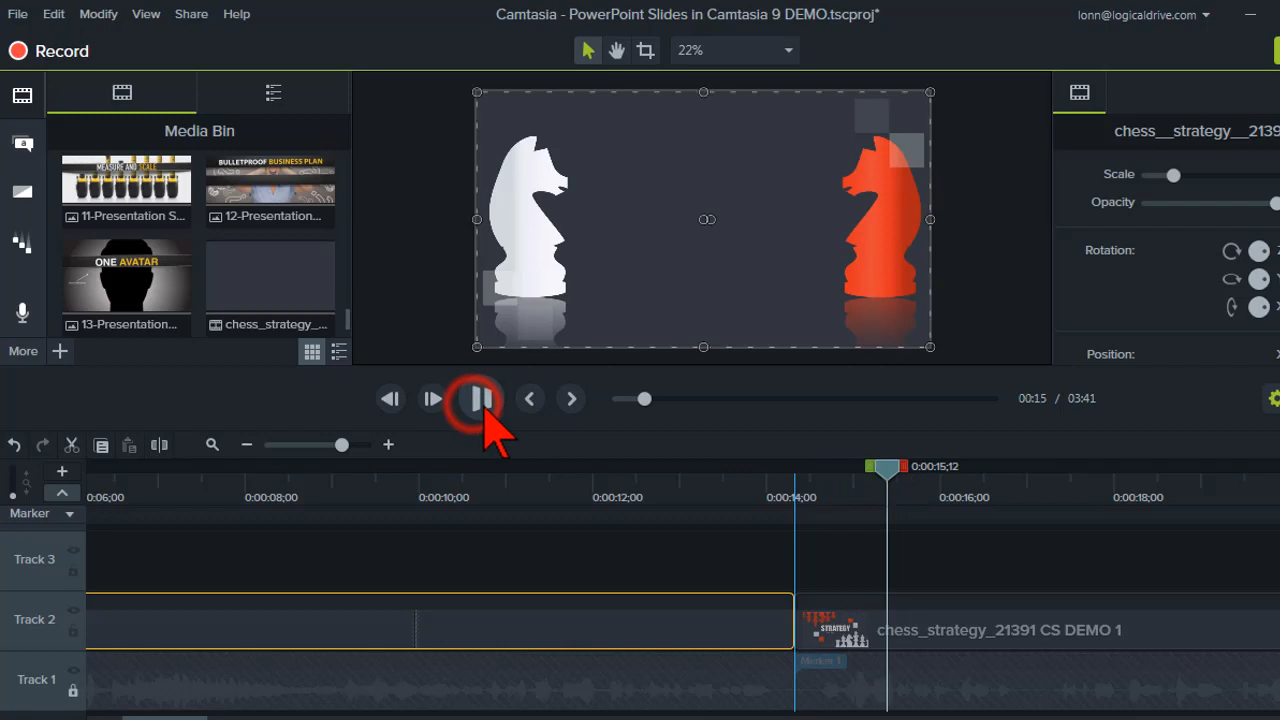 File Edit Modify View Share Help
Camtasia - PowerPoint Slides in Camtasia 9 DEMO.tscproj*
lonn@logicaldrive.com
Record
22%
Media Bin
chess__strategy__2139
MEASURE AND SCALE
BULLETPROOF BUSINESS PLAN
Scale
11-Presentation S...
12-Presentation...
Opacity
Rotation:
ONE AVATAR
13-Presentation...
chess_strategy_...
More
Position:
00:15 / 03:41
0:00:15;12
0:06;00
0:00:08;00
0:00:10;00
0:00:12;00
0:00:14;00
0:00:16;00
0:00:18;00
Marker
Track 3
Track 2
STRATEGY
chess_strategy_21391 CS DEMO 1
Marker 1
Track 1